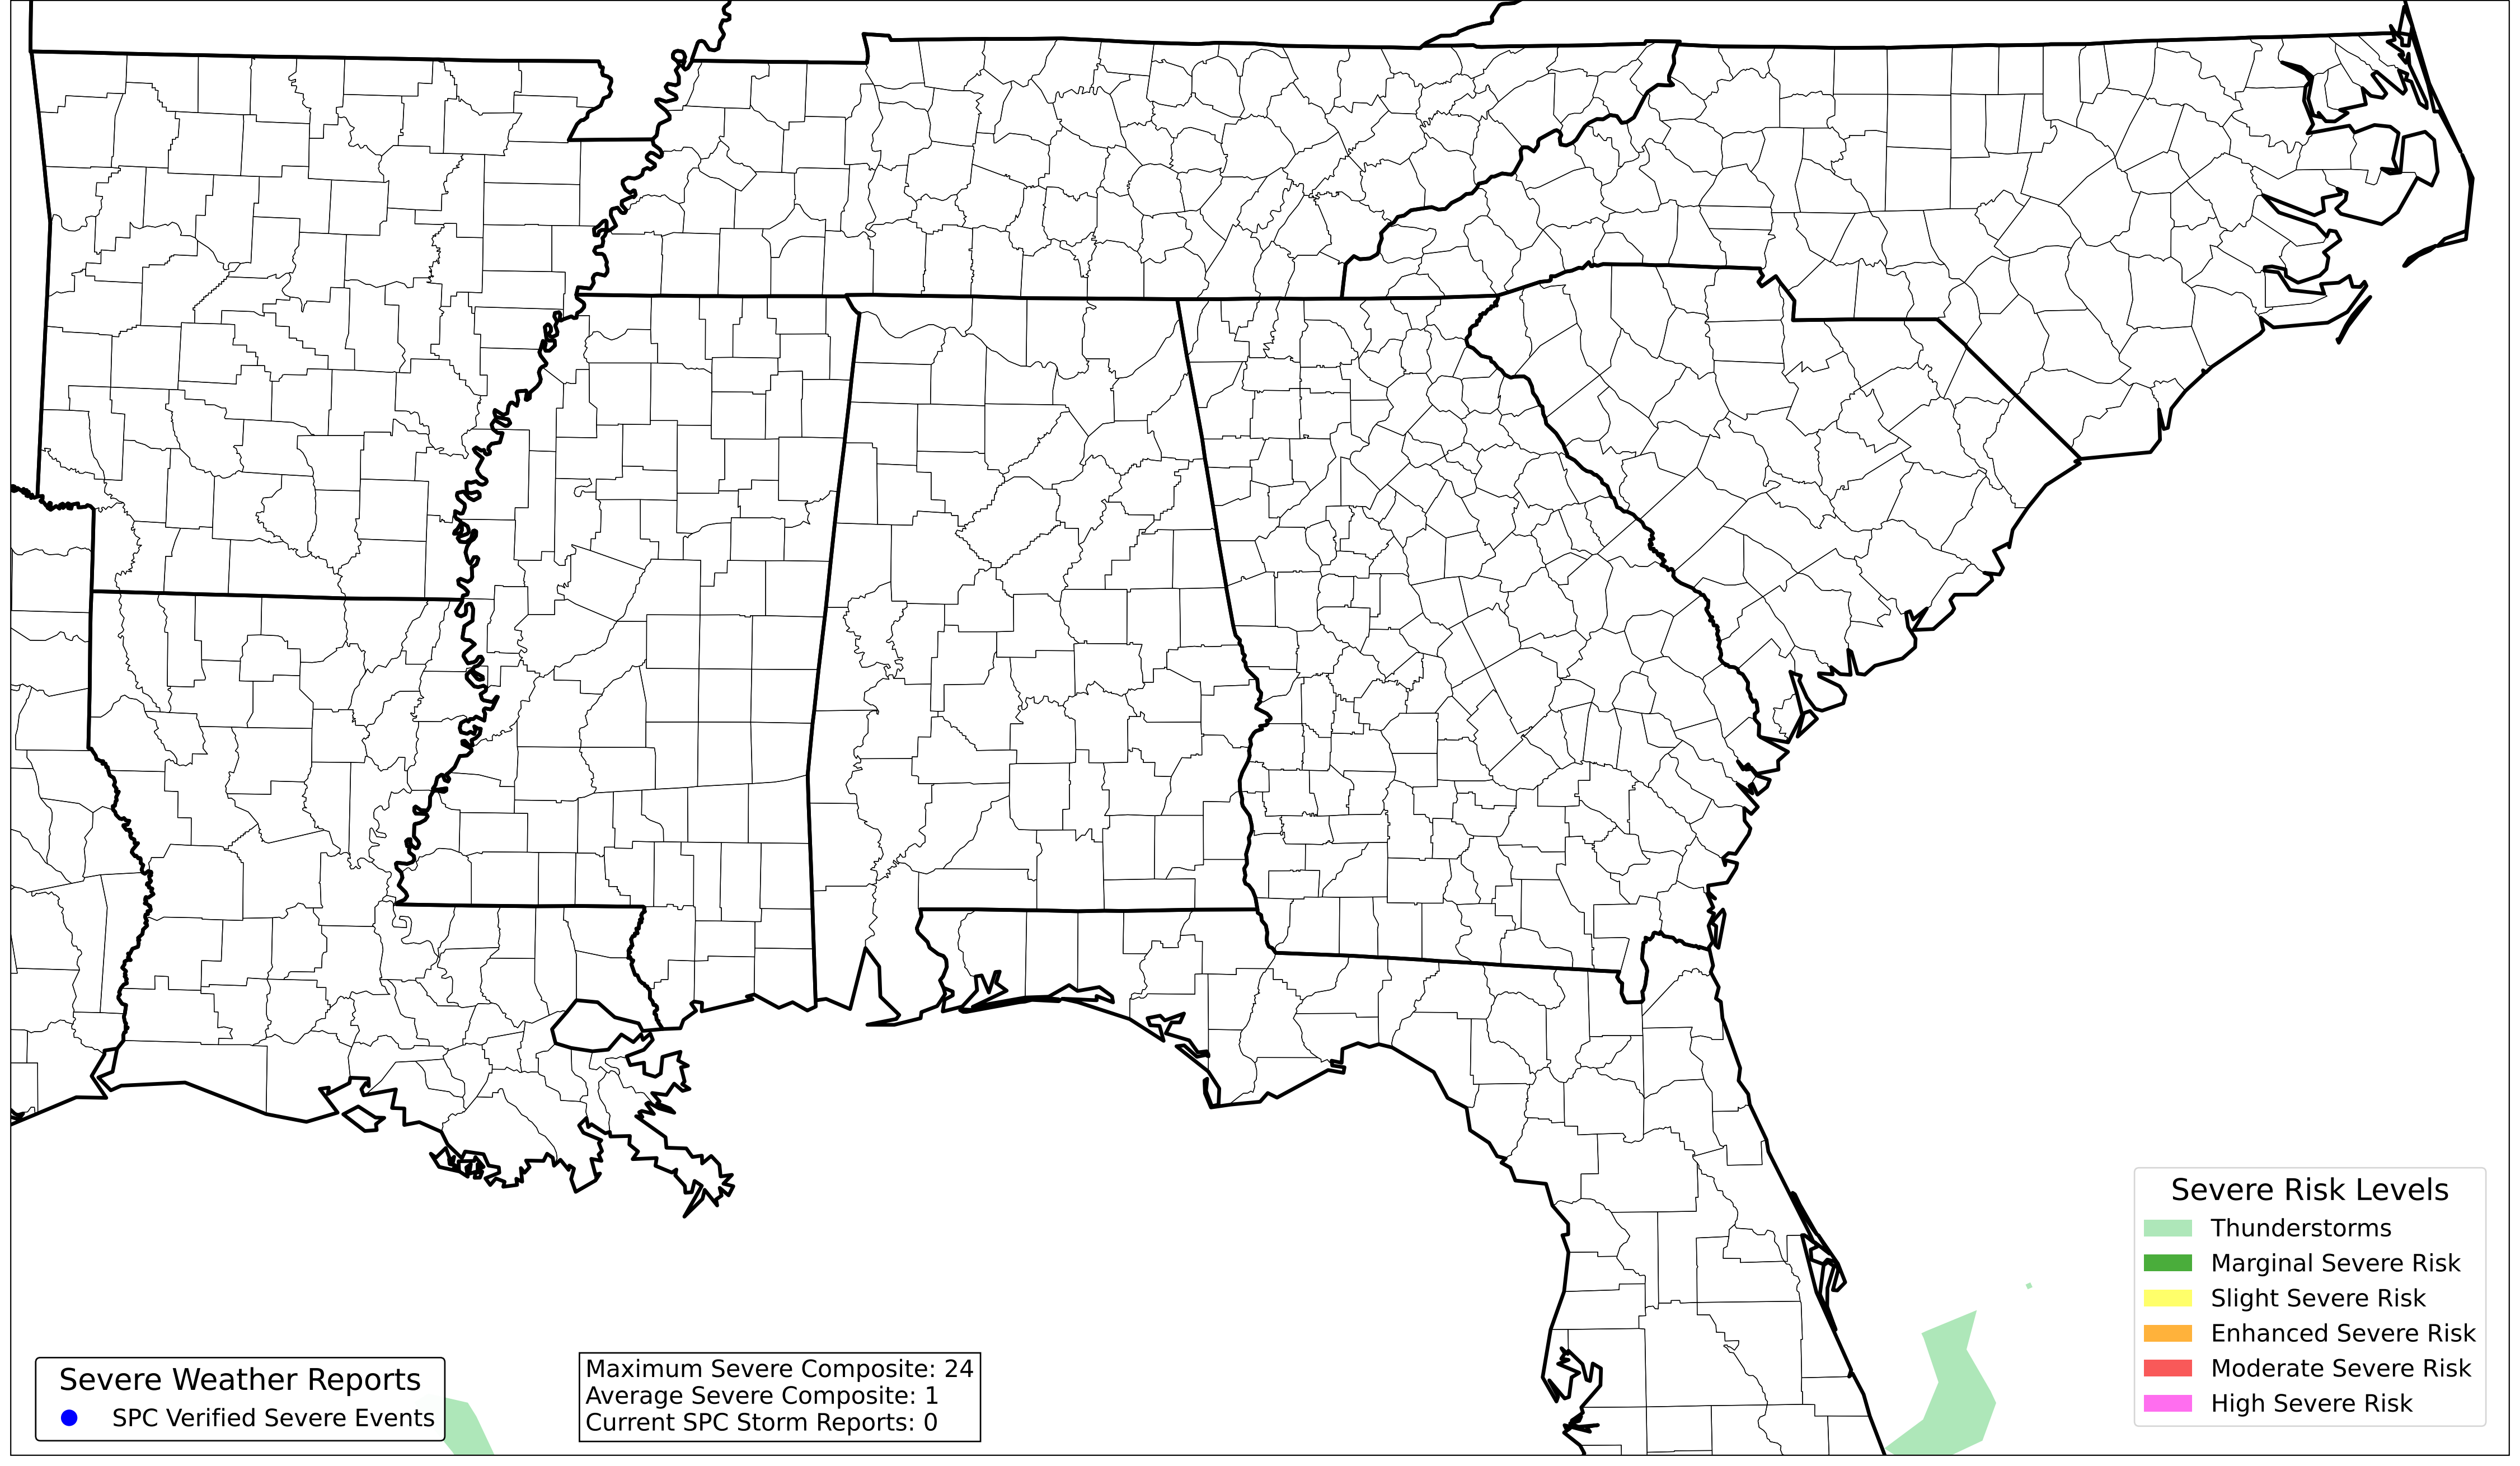 Severe Weather Reports
SPC Verified Severe Events
Maximum Severe Composite: 24
Average Severe Composite: 1
Current SPC Storm Reports: 0
Severe Risk Levels
Thunderstorms
Marginal Severe Risk
Slight Severe Risk
Enhanced Severe Risk
Moderate Severe Risk
High Severe Risk